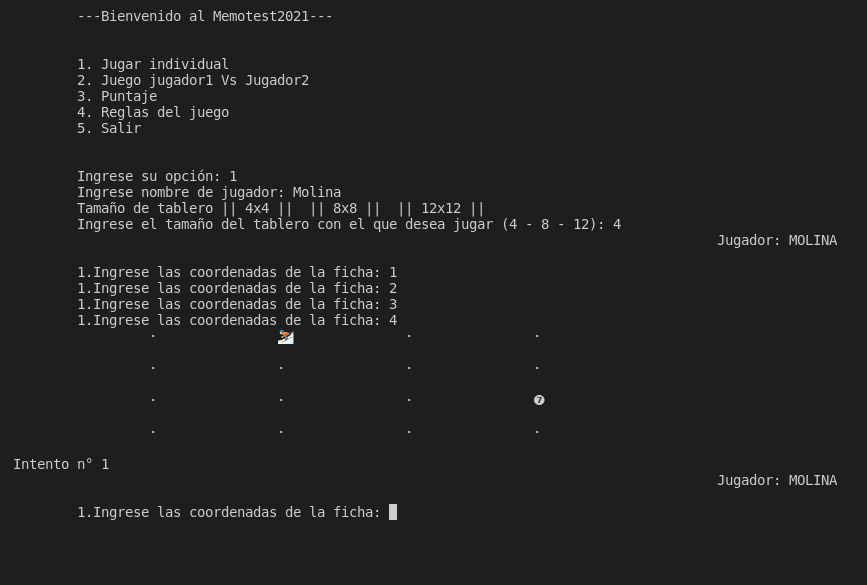 ---Bienvenido al Memotest2021---
1. Jugar individual
2. Juego jugador1 Vs Jugador2
3. Puntaje
4. Reglas del juego
5. Salir
Ingrese su opción: 1
Ingrese nombre de jugador: Molina
Tamaño de tablero || 4x4 ||  || 8x8 ||  || 12x12 ||
Ingrese el tamaño del tablero con el que desea jugar (4 - 8 - 12): 4
Jugador: MOLINA
1.Ingrese las coordenadas de la ficha: 1
1.Ingrese las coordenadas de la ficha: 2
1.Ingrese las coordenadas de la ficha: 3
1.Ingrese las coordenadas de la ficha: 4
. 🏂 . .
. . . .
. . . ❼
. . . .
Intento n° 1
Jugador: MOLINA
1.Ingrese las coordenadas de la ficha: